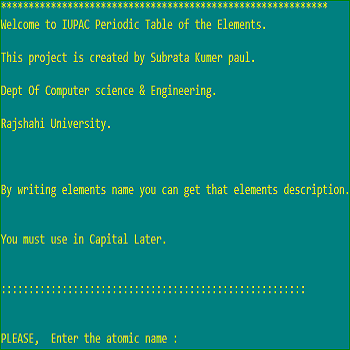 ***********************************************************
Welcome to IUPAC Periodic Table of the Elements.
This project is created by Subrata Kumer paul.
Dept Of Computer science & Engineering.
Rajshahi University.
By writing elements name you can get that elements description.
You must use in Capital Later.
:::::::::::::::::::::::::::::::::::::::::::::::::::::::
PLEASE,  Enter the atomic name :